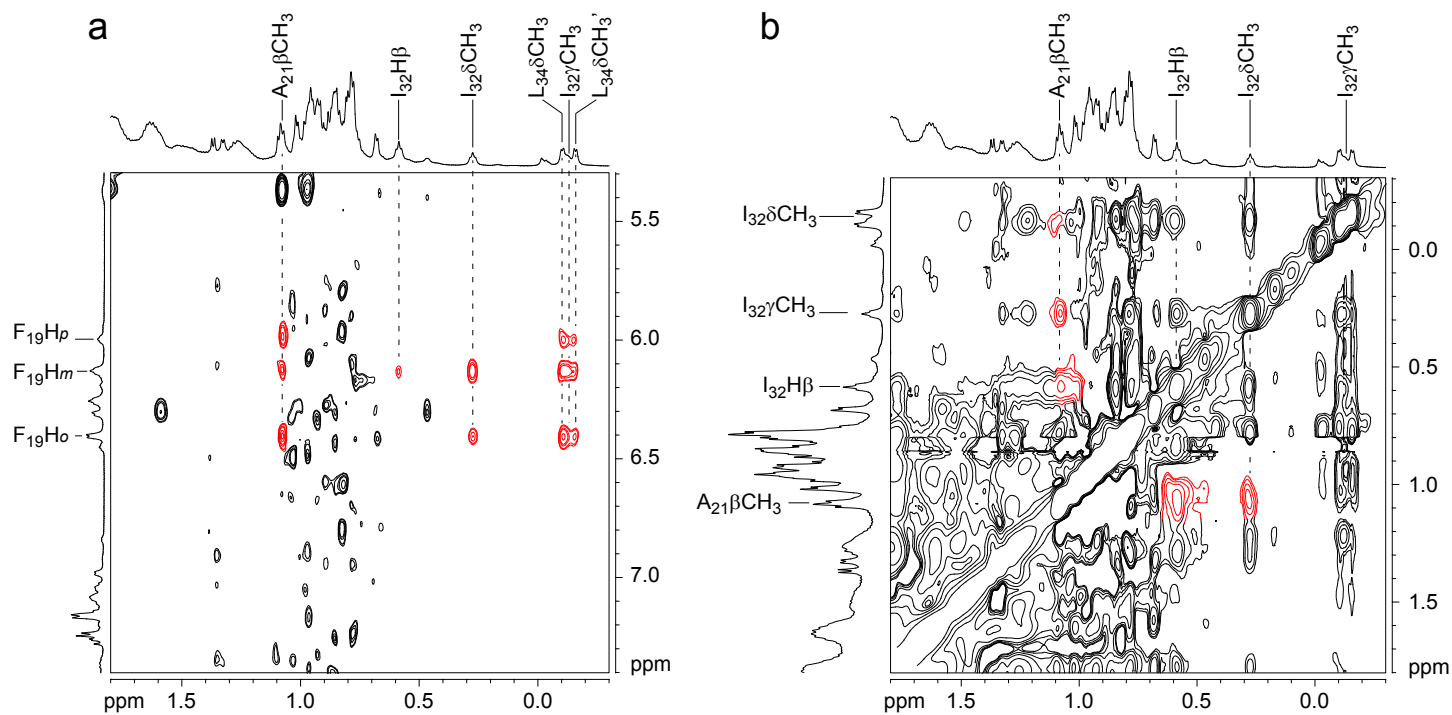 a
A21βCH3
I32Hβ
I32δCH3
L34δCH3
I32γCH3
L34δCH3'
F19Hp
F19Hm
F19Ho
5.5
6.0
6.5
7.0
ppm
ppm
1.5
1.0
0.5
0.0
b
A21βCH3
I32Hβ
I32δCH3
I32γCH3
I32δCH3
I32γCH3
I32Hβ
A21βCH3
0.0
0.5
1.0
1.5
ppm
ppm
1.5
1.0
0.5
0.0